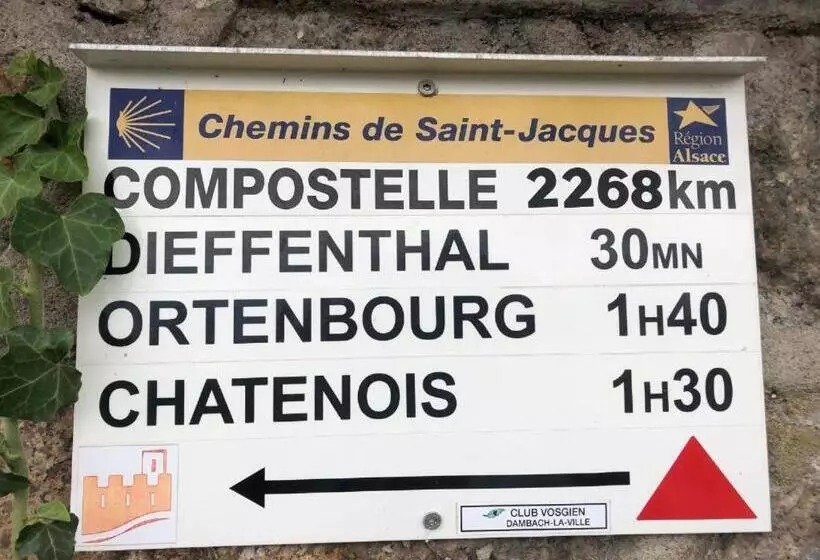 Chemins de Saint-Jacques
Région
Alsace
COMPOSTELLE 2268km
DIEFFENTHAL 30MN
ORTENBOURG 1H40
CHATENOIS 1H30
CLUB VOSGIEN
DAMBACH-LA-VILLE